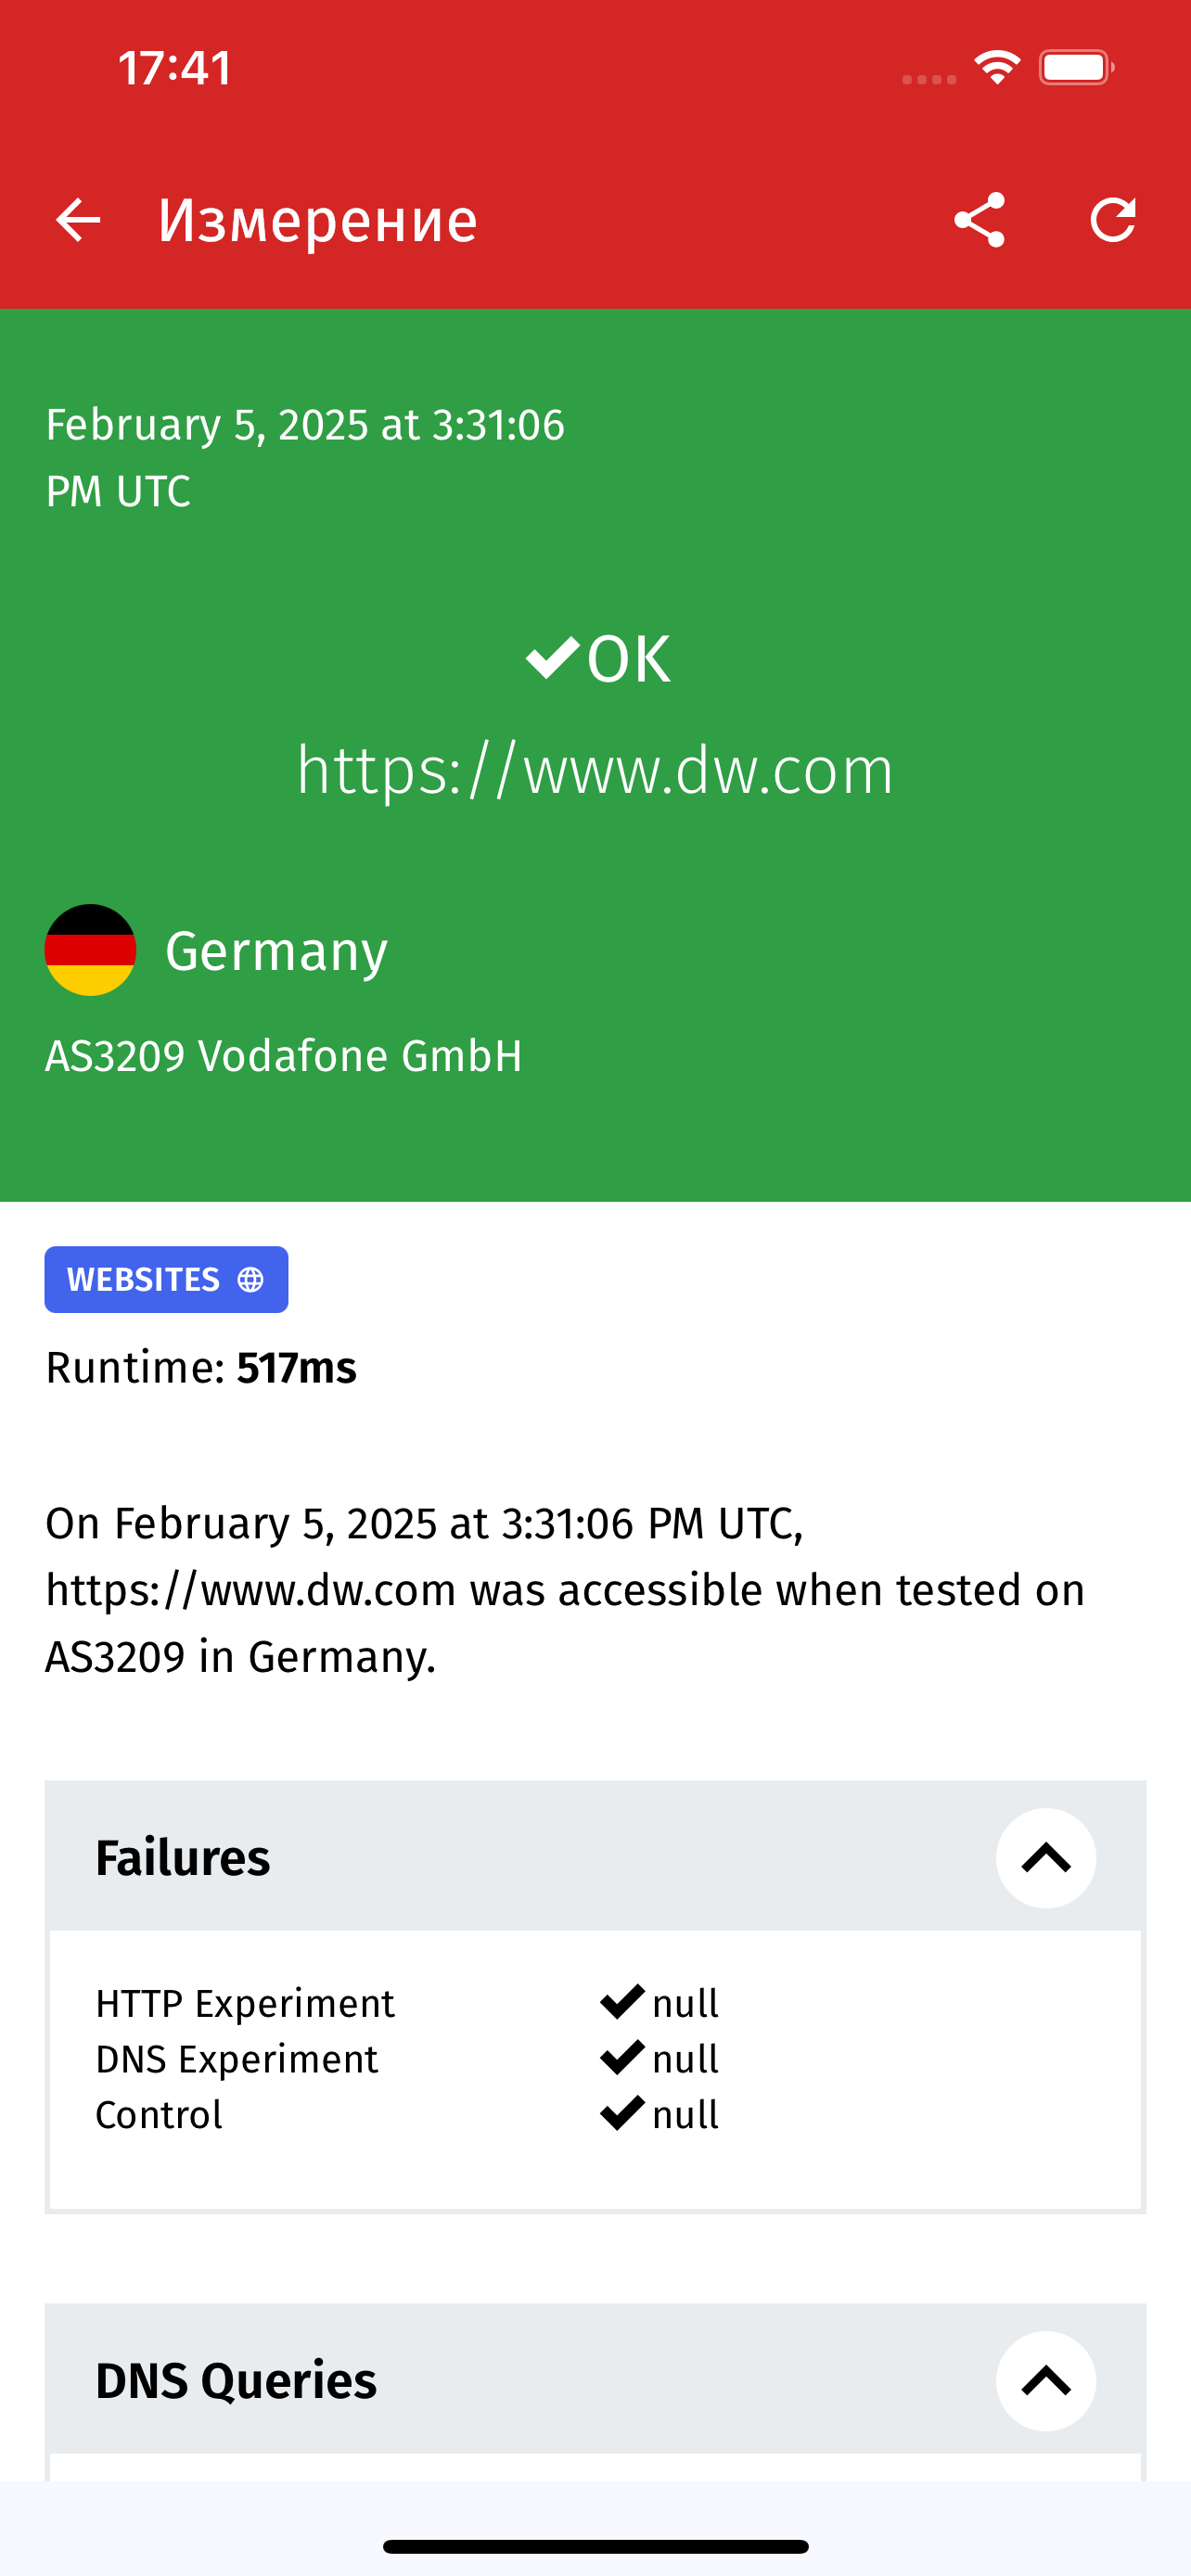 17:41
Измерение
February 5, 2025 at 3:31:06
PM UTC
OK
https://www.dw.com
Germany
AS3209 Vodafone GmbH
WEBSITES
Runtime: 517ms
On February 5, 2025 at 3:31:06 PM UTC,
https://www.dw.com was accessible when tested on
AS3209 in Germany.
Failures
HTTP Experiment null
DNS Experiment null
Control null
DNS Queries